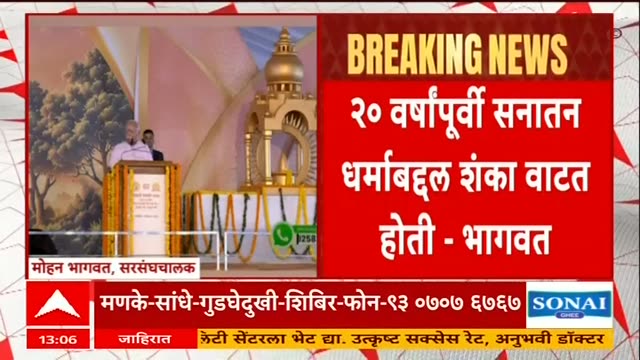 BREAKING NEWS
२० वर्षांपूर्वी सनातन
धर्माबद्दल शंका वाटत
होती - भागवत
मोहन भागवत, सरसंघचालक
मणके-सांधे-गुडघेदुखी-शिबिर-फोन-९३ ०७०७ ६७६७
SONAI
GHEE
13:06
जाहिरात
लिटी सेंटरला भेट द्या. उत्कृष्ट सक्सेस रेट, अनुभवी डॉक्टर